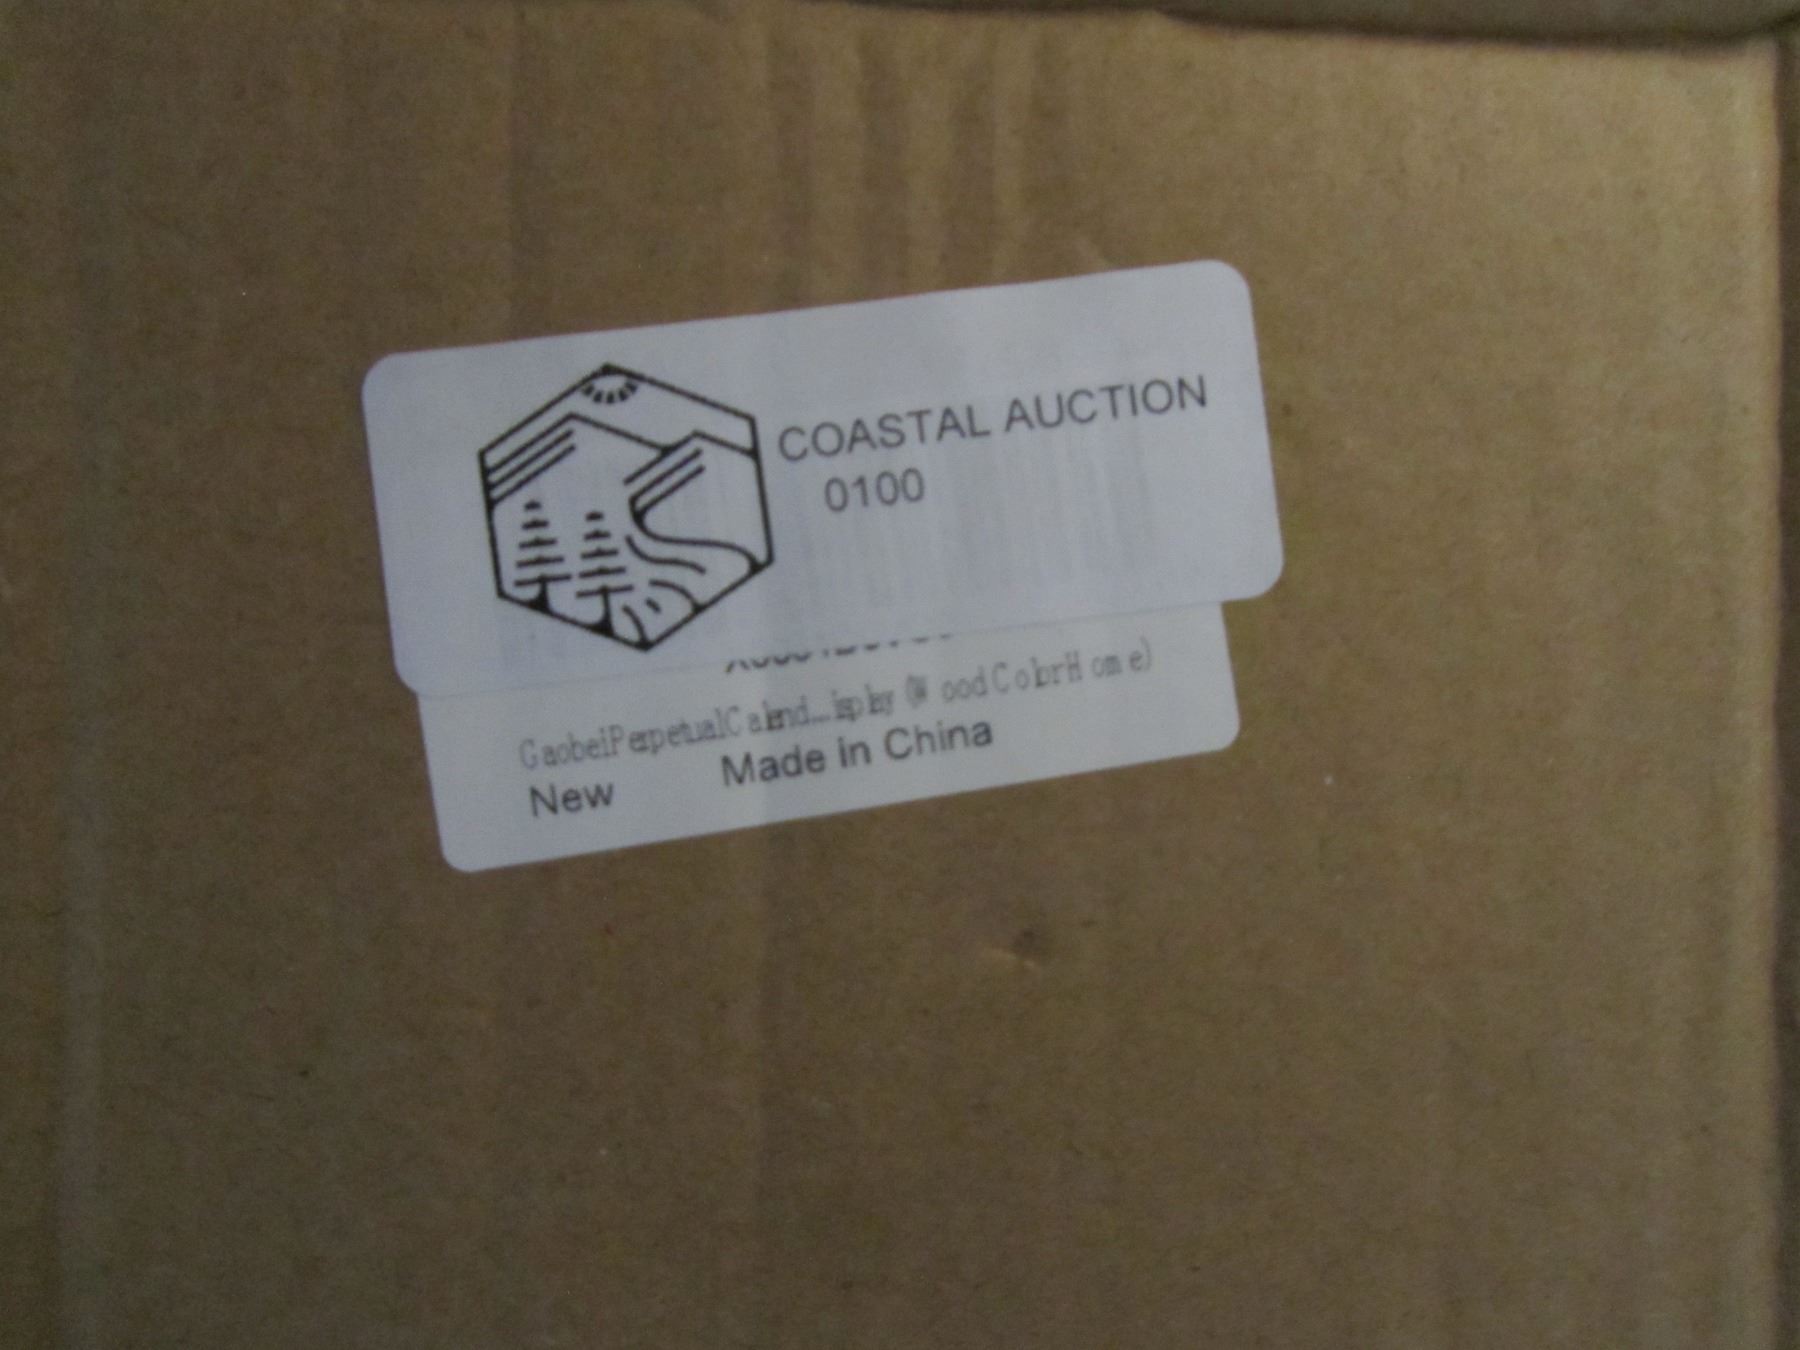 COASTAL AUCTION
0100
GaobeiPerpetualCalend...isplay (WoodColorHome)
New Made in China